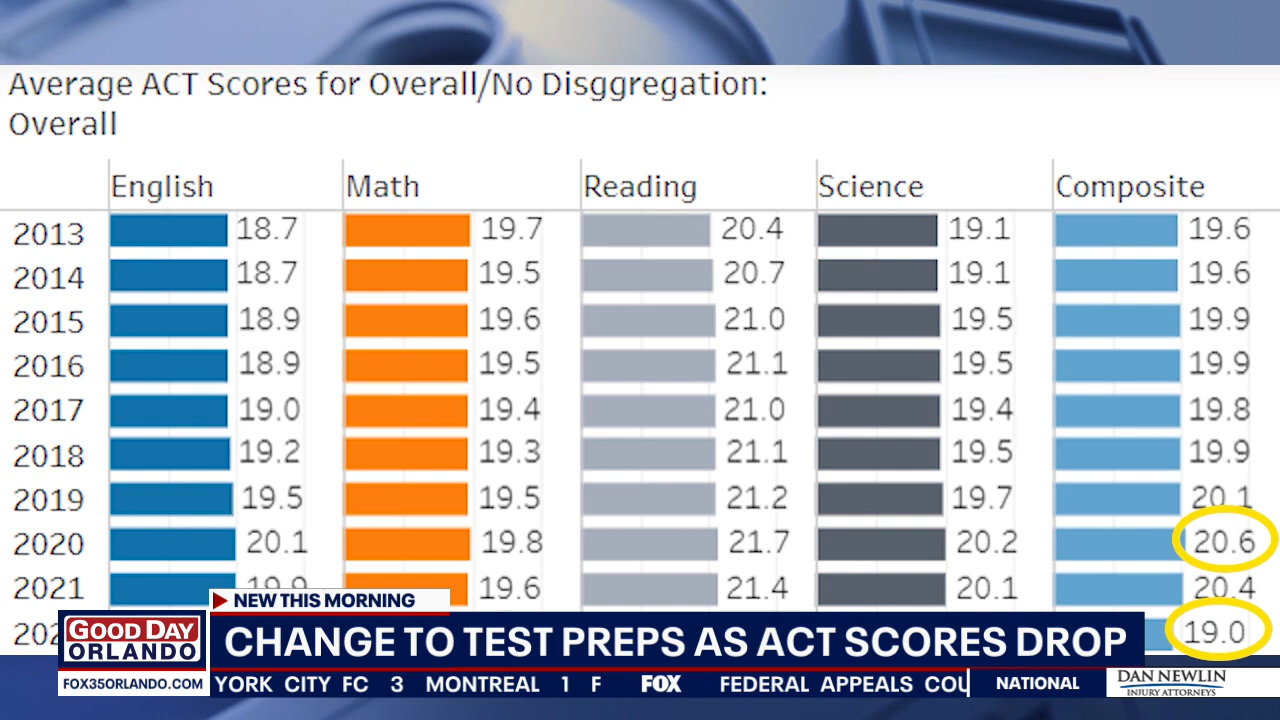 Average ACT Scores for Overall/No Disggregation:
Overall
English Math Reading Science Composite
2013 18.7 19.7 20.4 19.1 19.6
2014 18.7 19.5 20.7 19.1 19.6
2015 18.9 19.6 21.0 19.5 19.9
2016 18.9 19.5 21.1 19.5 19.9
2017 19.0 19.4 21.0 19.4 19.8
2018 19.2 19.3 21.1 19.5 19.9
2019 19.5 19.5 21.2 19.7 20.1
2020 20.1 19.8 21.7 20.2 20.6
2021 19.9 19.6 21.4 20.1 20.4
19.0
NEW THIS MORNING
GOOD DAY
ORLANDO
CHANGE TO TEST PREPS AS ACT SCORES DROP
FOX35ORLANDO.COM
YORK CITY FC 3 MONTREAL 1 F FOX FEDERAL APPEALS COU
NATIONAL
DAN NEWLIN
INJURY ATTORNEYS